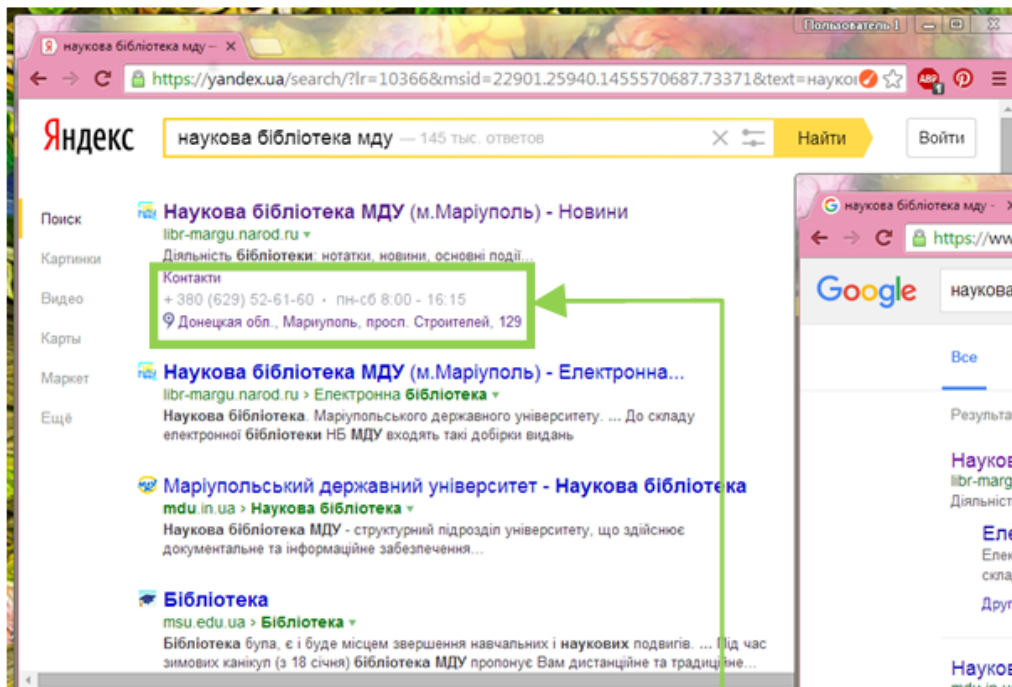 Пользователь 1
наукова бібліотека мду –
https://yandex.ua/search/?lr=10366&msid=22901.25940.1455570687.73371&text=науко
ABP
1
Яндекс
наукова бібліотека мду — 145 тыс. ответов
Найти
Войти
Поиск
Картинки
Видео
Карты
Маркет
Ещё
Наукова бібліотека МДУ (м.Маріуполь) - Новини
libr-margu.narod.ru
Діяльність бібліотеки: нотатки, новини, основні події...
Контакти
+ 380 (629) 52-61-60 · пн-сб 8:00 - 16:15
Донецкая обл., Мариуполь, просп. Строителей, 129
Наукова бібліотека МДУ (м.Маріуполь) - Електронна...
libr-margu.narod.ru › Електронна бібліотека
Наукова бібліотека. Маріупольського державного університету. ... До складу
електронної бібліотеки НБ МДУ входять такі добірки видань
Маріупольський державний університет - Наукова бібліотека
mdu.in.ua › Наукова бібліотека
Наукова бібліотека МДУ - структурний підрозділ університету, що здійснює
документальне та інформаційне забезпечення...
Бібліотека
msu.edu.ua › Бібліотека
Бібліотека була, є і буде місцем звершення навчальних і наукових подвигів. ... Під час
зимових канікул (з 18 січня) бібліотека МДУ пропонує Вам дистанційне та традиційне...
наукова бібліотека мду -
https://ww
Google
наукова
Все
Результа
Науков
libr-marg
Діяльніст
Еле
Елек
скла
Друг
Науков